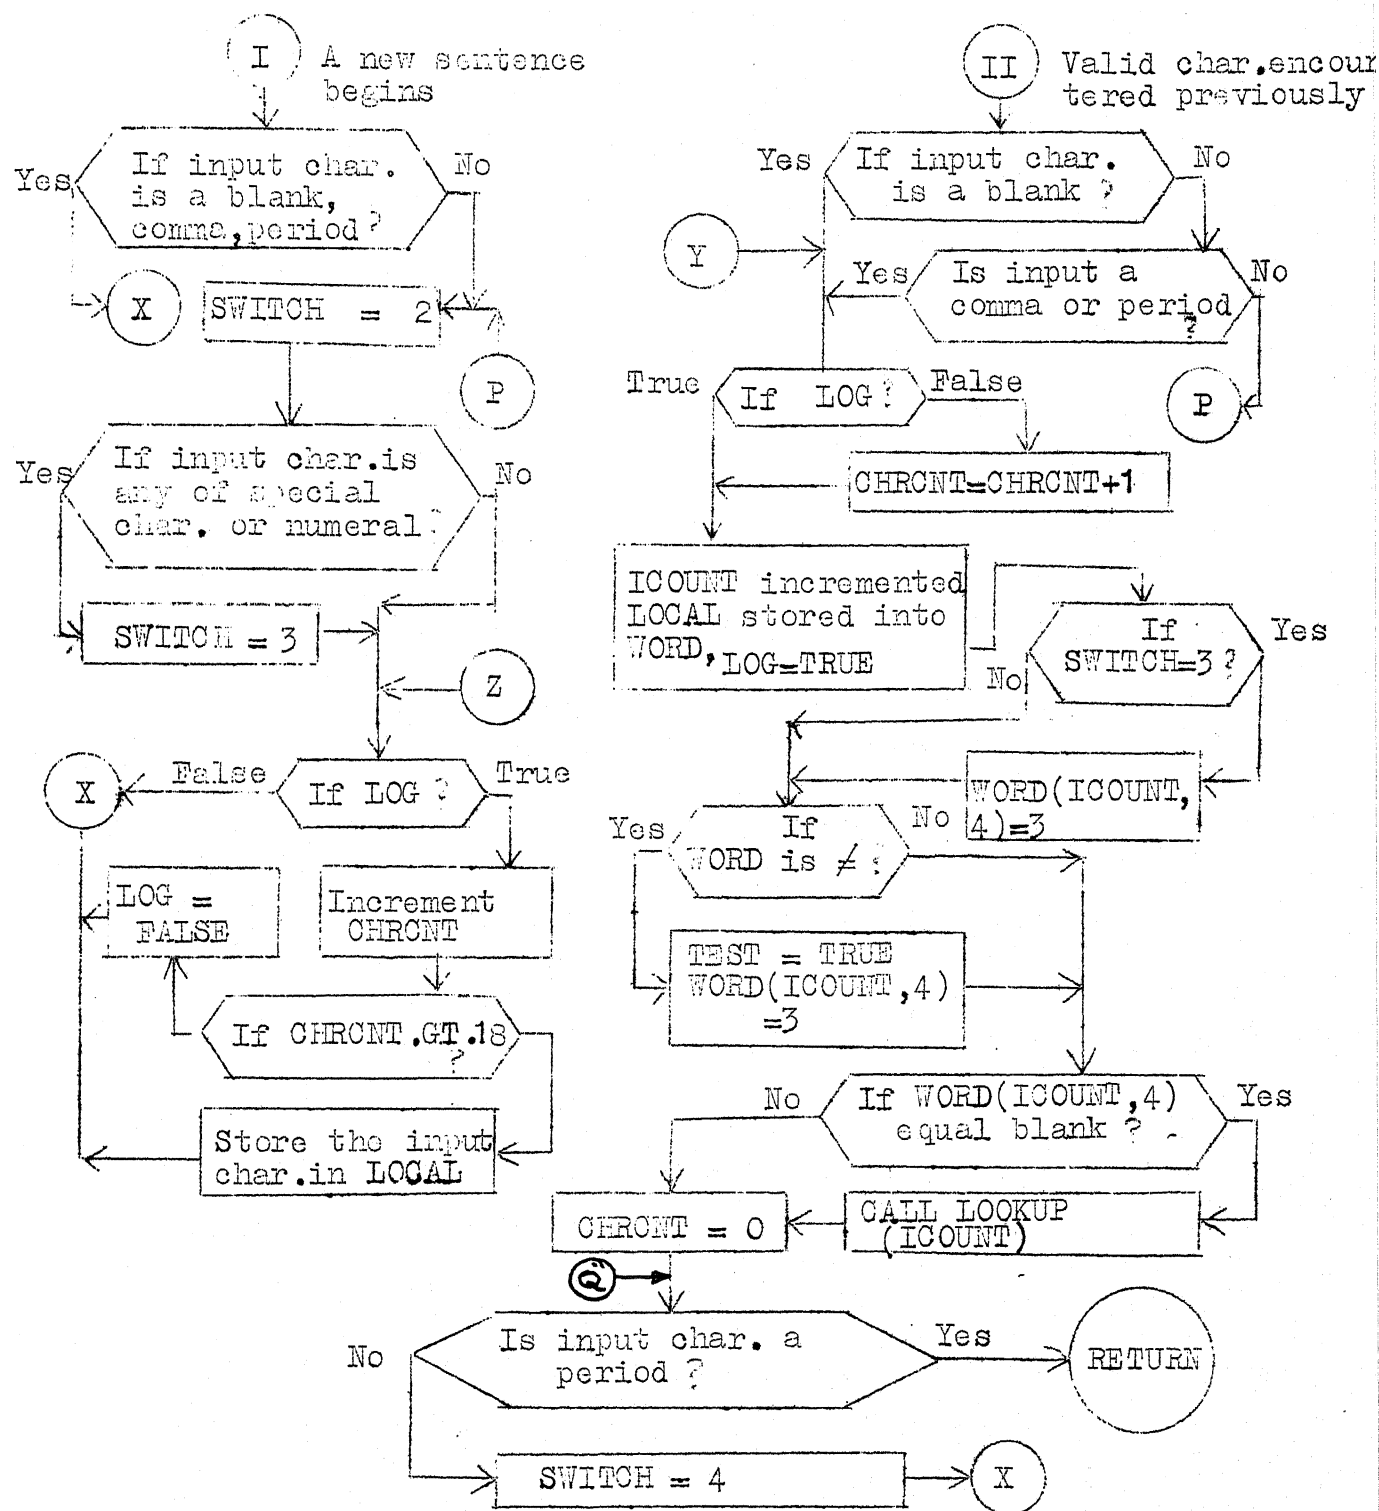 I
A new sentence
begins
Yes
If input char.
is a blank,
comma,period?
No
X
SWITCH = 2
P
Yes
If input char.is
any of special
char. or numeral?
No
SWITCH = 3
Z
X
False
If LOG ?
True
LOG =
FALSE
Increment
CHRCNT
If CHRCNT.GT.18
?
Store the input
char.in LOCAL
II
Valid char.encoun
tered previously
Yes
If input char.
is a blank ?
No
Y
Yes
Is input a
comma or period
?
No
P
True
If LOG?
False
CHRCNT=CHRCNT+1
ICOUNT incremented
LOCAL stored into
WORD, LOG=TRUE
If
SWITCH=3?
Yes
No
WORD(ICOUNT,
4)=3
Yes
If
WORD is ≠ ?
No
TEST = TRUE
WORD(ICOUNT,4)
=3
No
If WORD(ICOUNT,4)
equal blank ?
Yes
CHRCNT = 0
CALL LOOKUP
(ICOUNT)
Q
No
Is input char. a
period ?
Yes
RETURN
SWITCH = 4
X